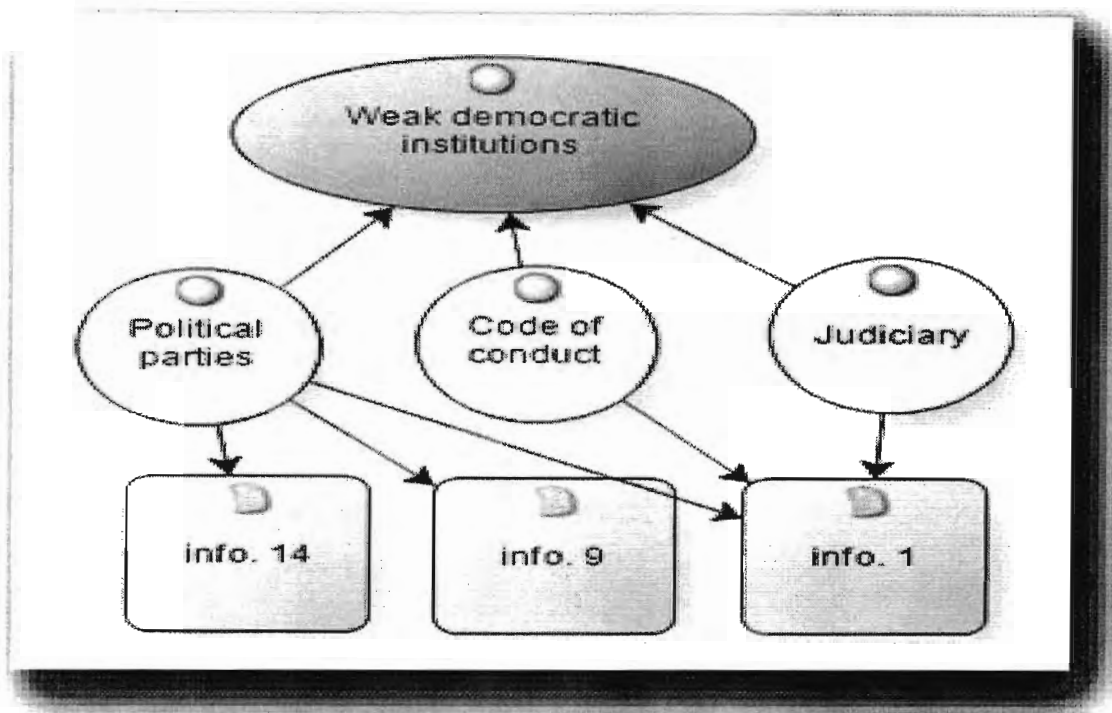 Weak democratic
institutions
Political
parties
Code of
conduct
Judiciary
info. 14
info. 9
info. 1